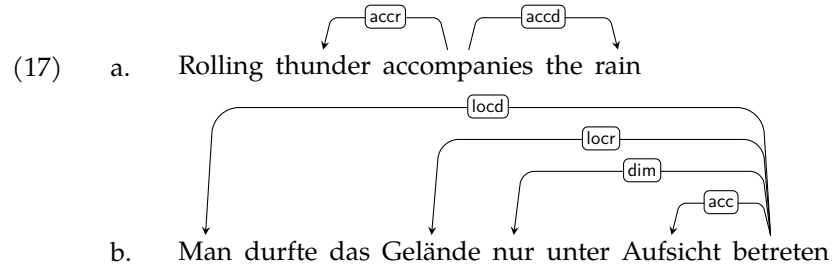 accr accd
(17) a. Rolling thunder accompanies the rain
locd
locr
dim
acc
b. Man durfte das Gelände nur unter Aufsicht betreten